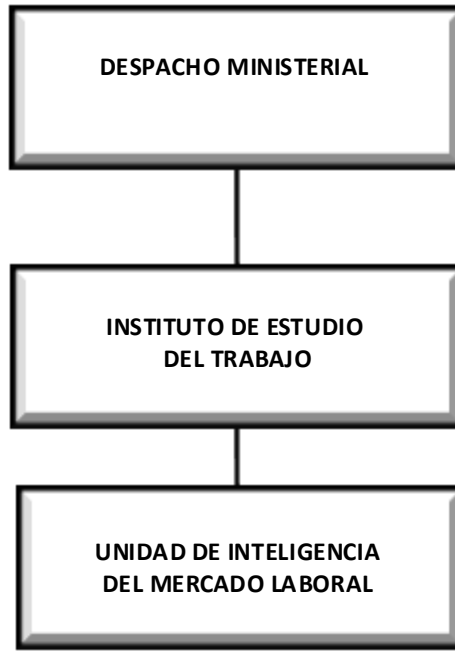 DESPACHO MINISTERIAL
INSTITUTO DE ESTUDIO
DEL TRABAJO
UNIDAD DE INTELIGENCIA
DEL MERCADO LABORAL